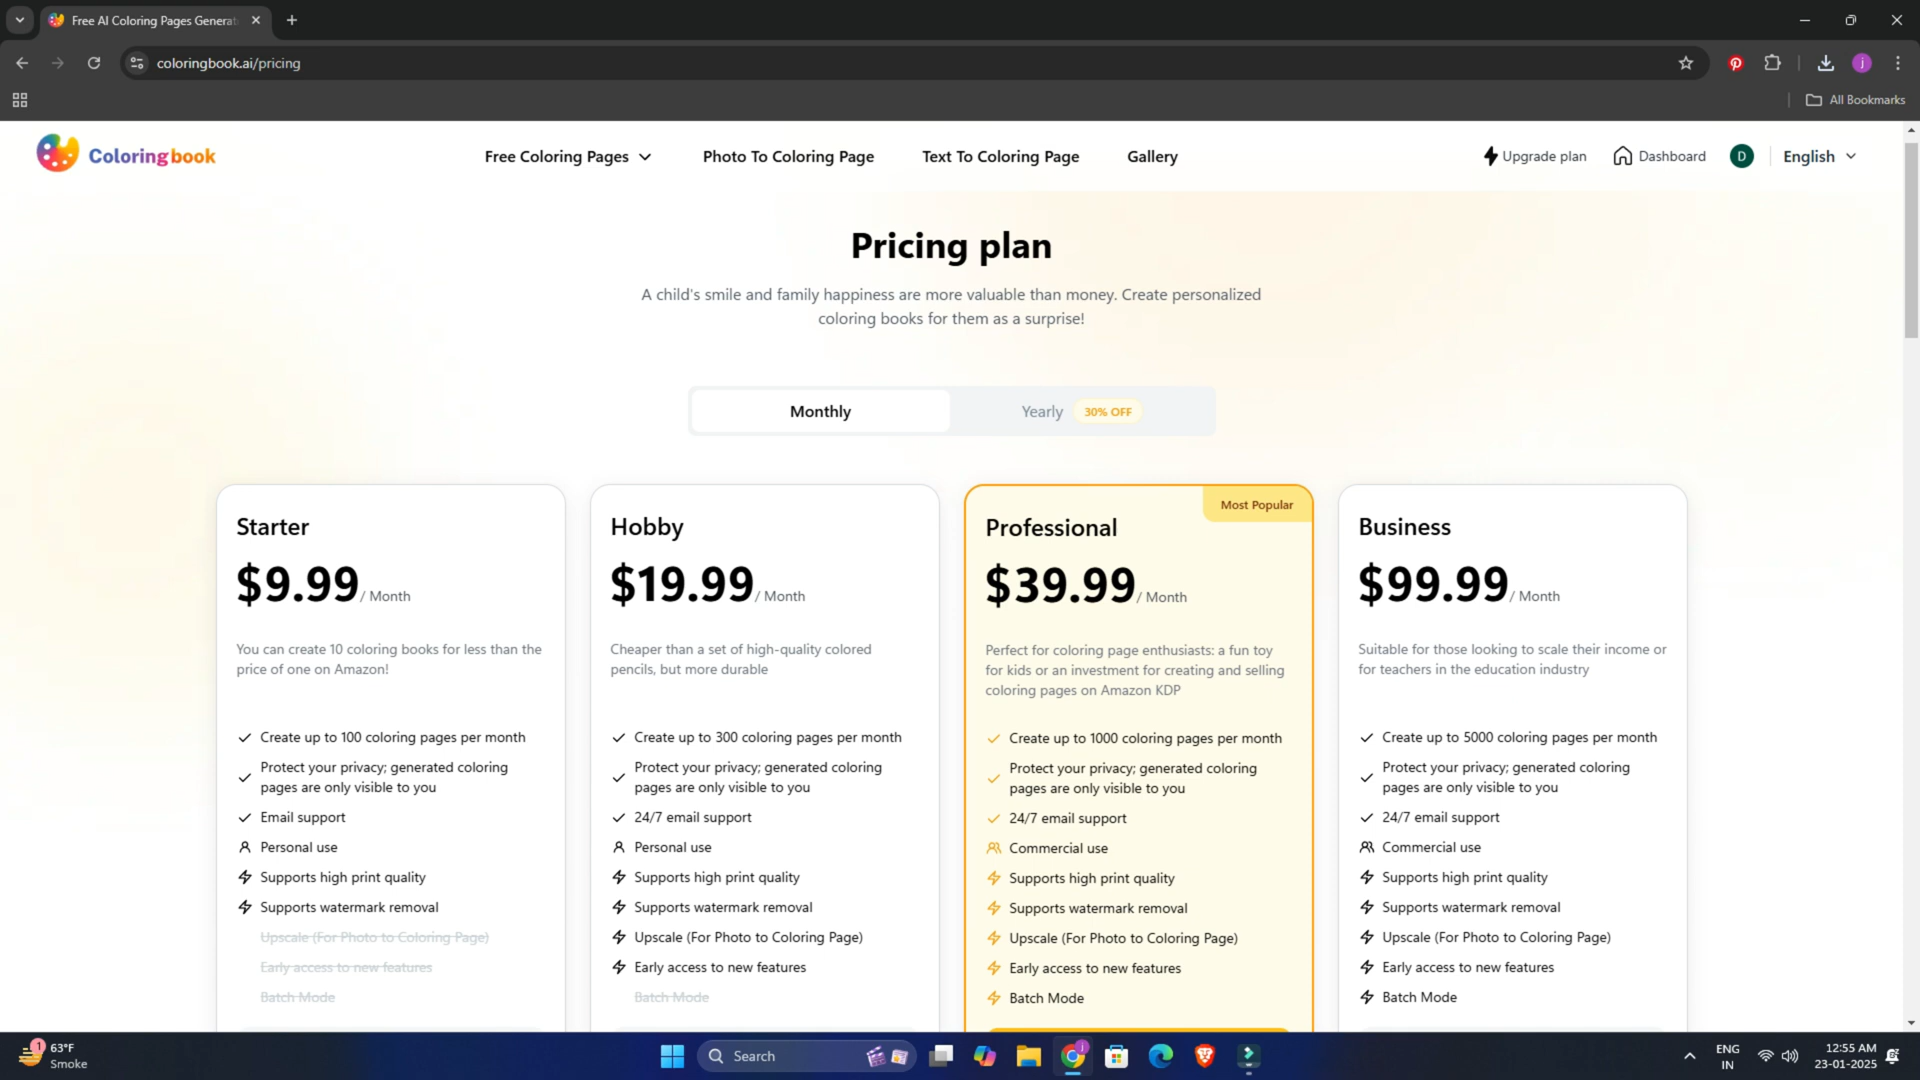 Free AI Coloring Pages Generat
coloringbook.ai/pricing
All Bookmarks
Coloringbook
Free Coloring Pages
Photo To Coloring Page
Text To Coloring Page
Gallery
Upgrade plan
Dashboard
D
English
Pricing plan
A child's smile and family happiness are more valuable than money. Create personalized
coloring books for them as a surprise!
Monthly
Yearly
30% OFF
Starter
$9.99 / Month
You can create 10 coloring books for less than the
price of one on Amazon!
Create up to 100 coloring pages per month
Protect your privacy; generated coloring
pages are only visible to you
Email support
Personal use
Supports high print quality
Supports watermark removal
Upscale (For Photo to Coloring Page)
Early access to new features
Batch Mode
Hobby
$19.99 / Month
Cheaper than a set of high-quality colored
pencils, but more durable
Create up to 300 coloring pages per month
Protect your privacy; generated coloring
pages are only visible to you
24/7 email support
Personal use
Supports high print quality
Supports watermark removal
Upscale (For Photo to Coloring Page)
Early access to new features
Batch Mode
Most Popular
Professional
$39.99 / Month
Perfect for coloring page enthusiasts: a fun toy
for kids or an investment for creating and selling
coloring pages on Amazon KDP
Create up to 1000 coloring pages per month
Protect your privacy; generated coloring
pages are only visible to you
24/7 email support
Commercial use
Supports high print quality
Supports watermark removal
Upscale (For Photo to Coloring Page)
Early access to new features
Batch Mode
Business
$99.99 / Month
Suitable for those looking to scale their income or
for teachers in the education industry
Create up to 5000 coloring pages per month
Protect your privacy; generated coloring
pages are only visible to you
24/7 email support
Commercial use
Supports high print quality
Supports watermark removal
Upscale (For Photo to Coloring Page)
Early access to new features
Batch Mode
1
63°F
Smoke
Search
ENG
IN
12:55 AM
23-01-2025